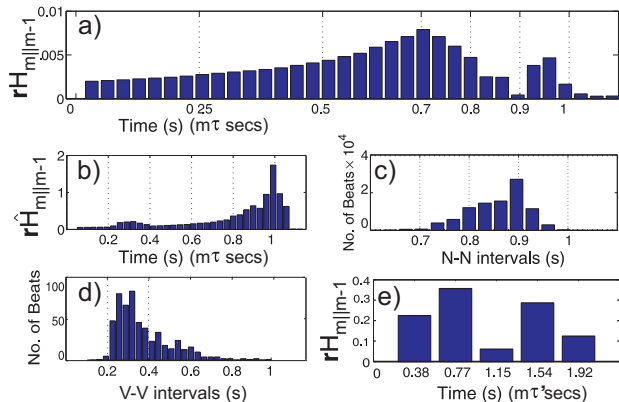 a)
rH_{m||m-1}
0.01
.005
0
0 25 0.5 0.7 0.8 0.9 1
Time (s) (mτ secs)
b)
rĤ_{m||m-1}
2
1
0
0.2 0.4 0.6 0.8 1
Time (s) (mτ secs)
c)
No. of Beats × 10^4
4
2
0
0.7 0.8 0.9 1
N-N intervals (s)
d)
No. of Beats
100
50
0
0.2 0.4 0.6 0.8 1
V-V intervals (s)
e)
rH_{m||m-1}
0.4
0.3
0.2
0.1
0
0.38 0.77 1.15 1.54 1.92
Time (s) (mτ'secs)